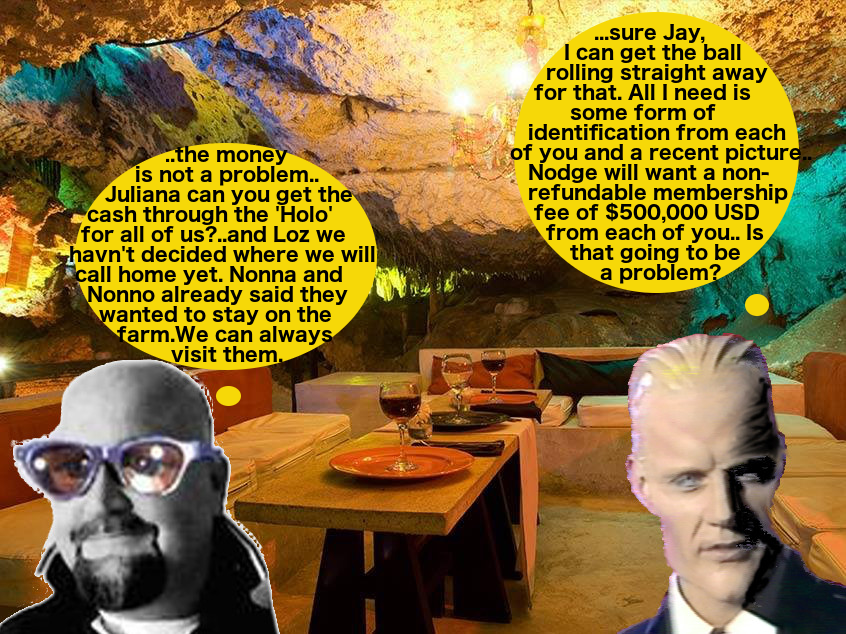 ...sure Jay,
I can get the ball
rolling straight away
for that. All I need is
some form of
identification from each
of you and a recent picture..
Nodge will want a non-
refundable membership
fee of $500,000 USD
from each of you.. Is
that going to be
a problem?
..the money
is not a problem..
Juliana can you get the
cash through the 'Holo'
for all of us?..and Loz we
havn't decided where we will
call home yet. Nonna and
Nonno already said they
wanted to stay on the
farm.We can always
visit them.